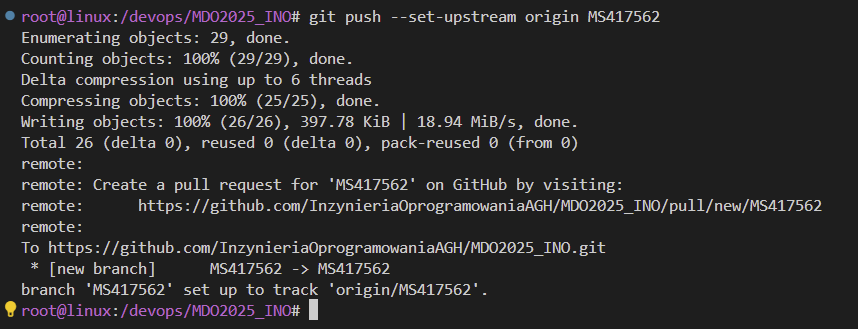 root@linux:/devops/MDO2025_INO# git push --set-upstream origin MS417562
Enumerating objects: 29, done.
Counting objects: 100% (29/29), done.
Delta compression using up to 6 threads
Compressing objects: 100% (25/25), done.
Writing objects: 100% (26/26), 397.78 KiB | 18.94 MiB/s, done.
Total 26 (delta 0), reused 0 (delta 0), pack-reused 0 (from 0)
remote:
remote: Create a pull request for 'MS417562' on GitHub by visiting:
remote:      https://github.com/InzynieriaOprogramowaniaAGH/MDO2025_INO/pull/new/MS417562
remote:
To https://github.com/InzynieriaOprogramowaniaAGH/MDO2025_INO.git
 * [new branch]      MS417562 -> MS417562
branch 'MS417562' set up to track 'origin/MS417562'.
root@linux:/devops/MDO2025_INO#